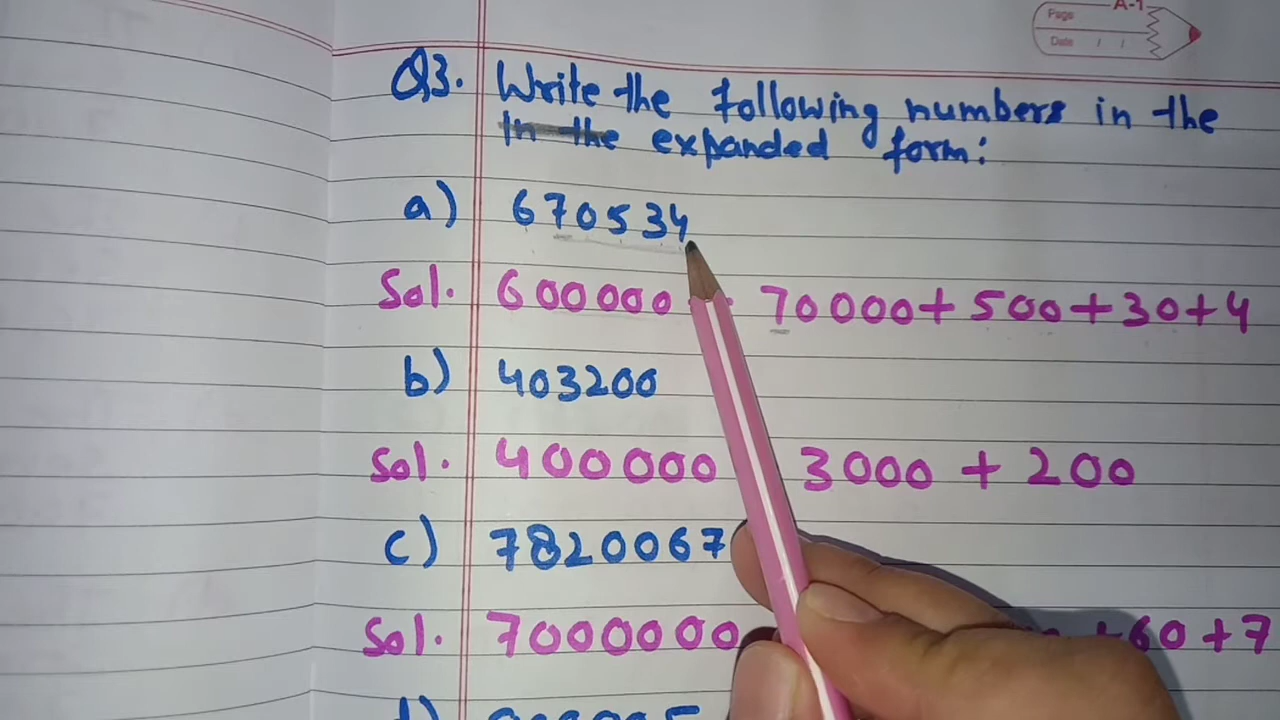 A-1
Page
Date / /
Q3. Write the following numbers in the
In the expanded form:
a) 670534
Sol. 600000 70000+500+30+4
b) 403200
Sol. 400000 3000 + 200
c) 7820067
Sol. 7000000 +60+7